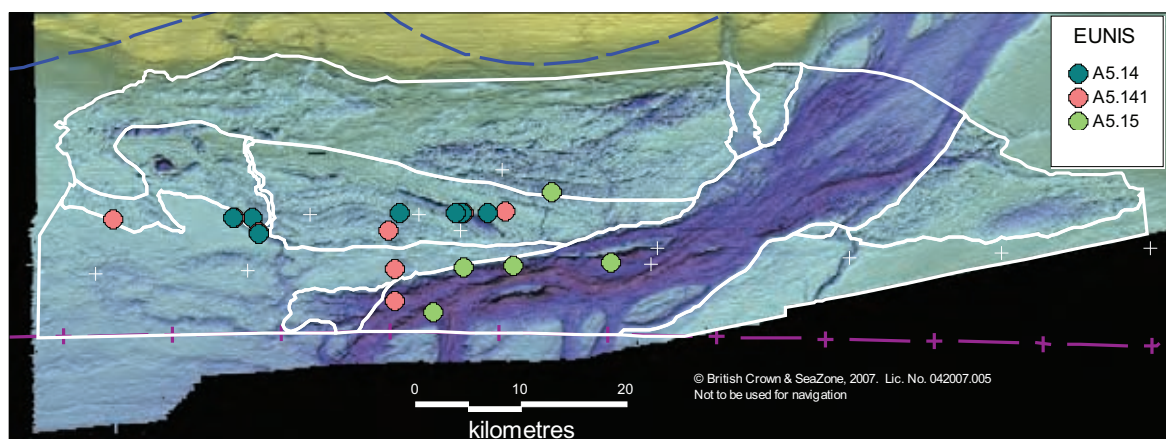 EUNIS
A5.14
A5.141
A5.15
0 10 20
kilometres
© British Crown & SeaZone, 2007. Lic. No. 042007.005
Not to be used for navigation